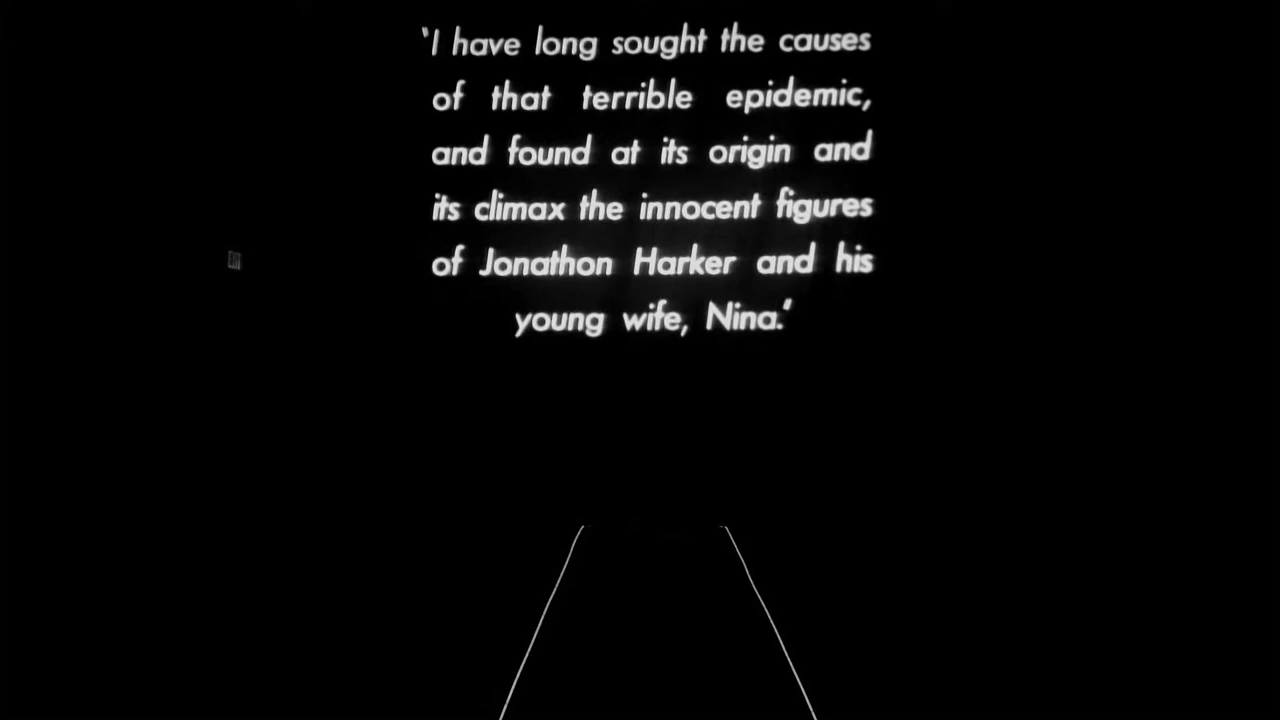 ‘I have long sought the causes
of that terrible epidemic,
and found at its origin and
its climax the innocent figures
of Jonathon Harker and his
young wife, Nina.’